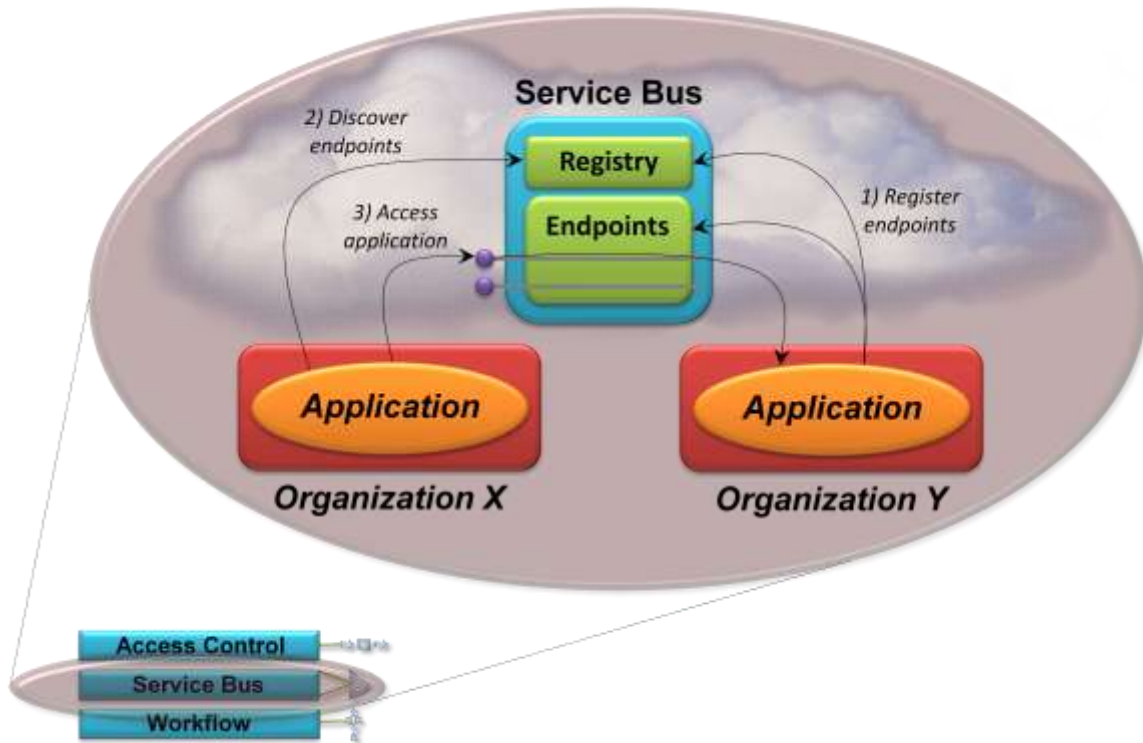 Service Bus
2) Discover
endpoints
Registry
1) Register
endpoints
3) Access
application
Endpoints
Application
Application
Organization X
Organization Y
Access Control
Service Bus
Workflow